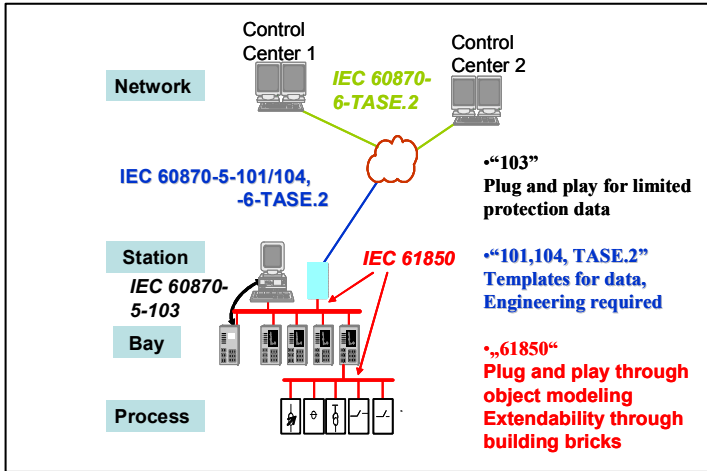 Control
Center 1
Control
Center 2
Network
IEC 60870-
6-TASE.2
IEC 60870-5-101/104,
-6-TASE.2
•“103”
Plug and play for limited
protection data
Station
IEC 61850
•“101,104, TASE.2”
Templates for data,
Engineering required
IEC 60870-
5-103
Bay
•„61850“
Plug and play through
object modeling
Extendability through
building bricks
Process